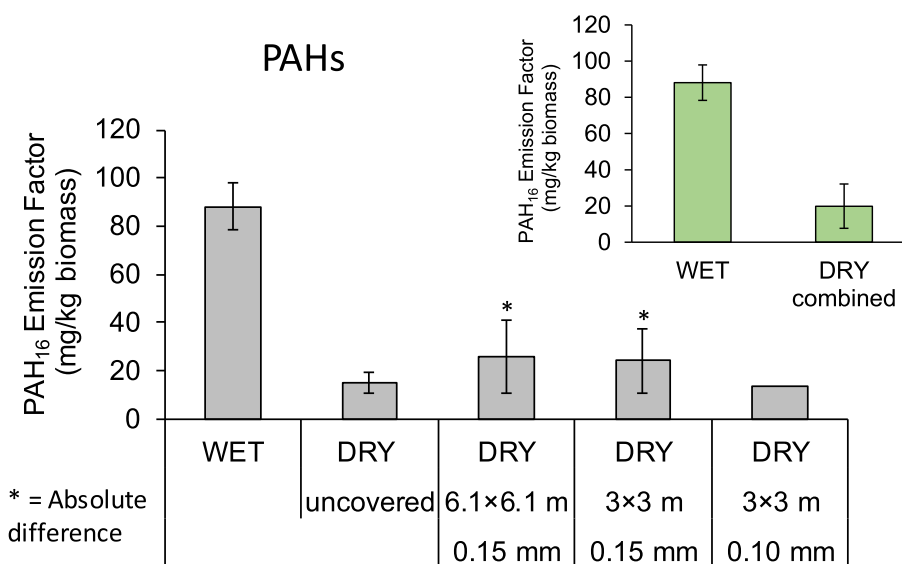 PAHs
PAH₁₆ Emission Factor
(mg/kg biomass)
120
100
80
60
40
20
0
*
*
WET
DRY
DRY
DRY
DRY
uncovered
6.1×6.1 m
3×3 m
3×3 m
0.15 mm
0.15 mm
0.10 mm
* = Absolute
difference
PAH₁₆ Emission Factor
(mg/kg biomass)
120
100
80
60
40
20
0
WET
DRY
combined